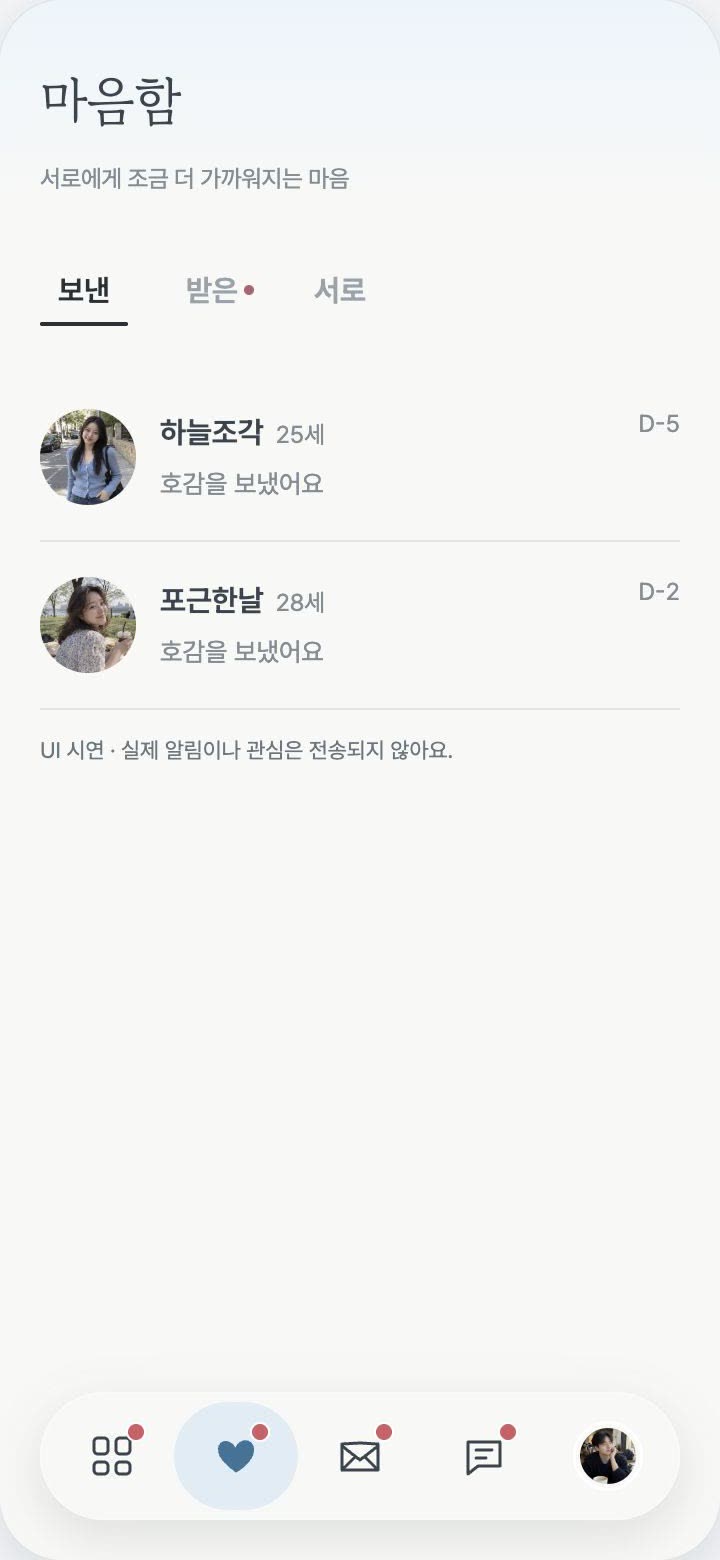 마음함
서로에게 조금 더 가까워지는 마음
보낸 받은 서로
하늘조각 25세 D-5
호감을 보냈어요
포근한날 28세 D-2
호감을 보냈어요
UI 시연 · 실제 알림이나 관심은 전송되지 않아요.